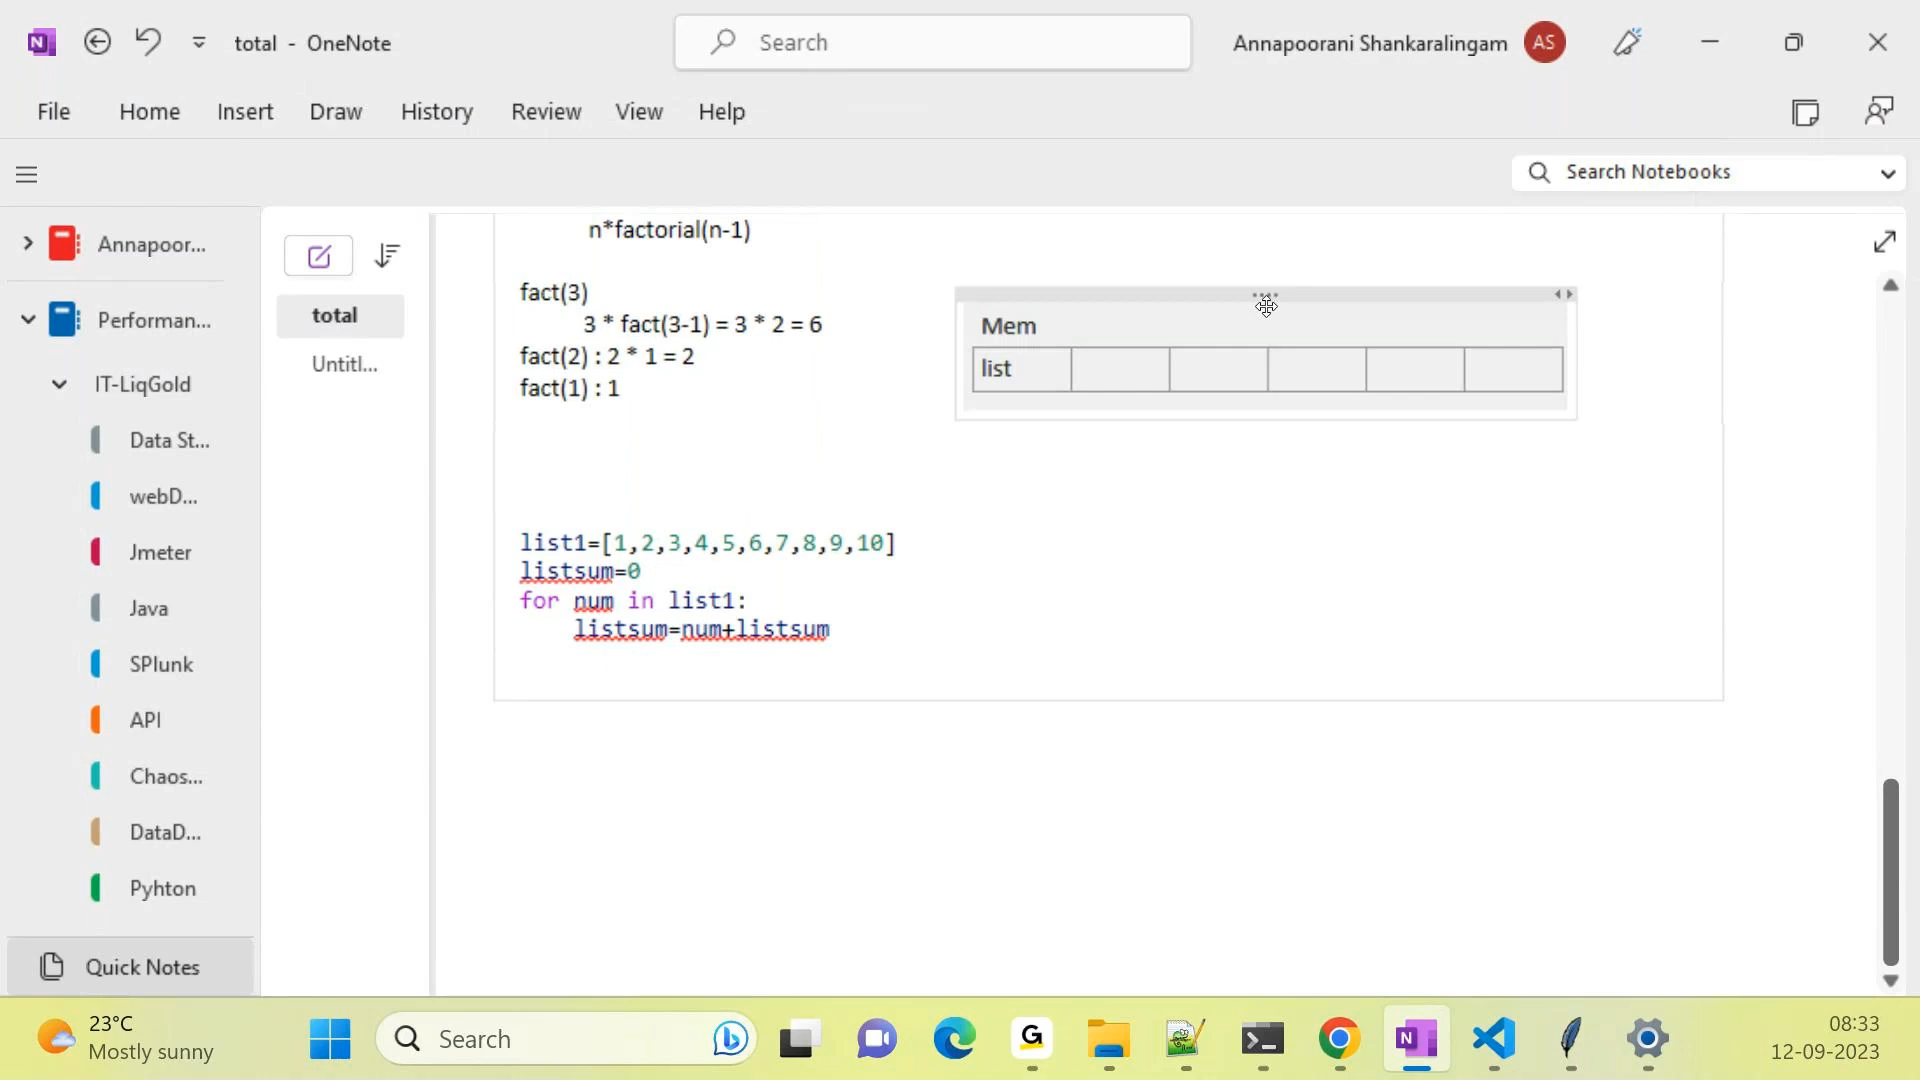 total - OneNote
Search
Annapoorani Shankaralingam
AS
File
Home
Insert
Draw
History
Review
View
Help
Search Notebooks
Annapoor...
Performan...
IT-LiqGold
Data St...
webD...
Jmeter
Java
SPlunk
API
Chaos...
DataD...
Pyhton
Quick Notes
total
Untitl...
n*factorial(n-1)
fact(3)
3 * fact(3-1) = 3 * 2 = 6
fact(2) : 2 * 1 = 2
fact(1) : 1
Mem
list
list1=[1,2,3,4,5,6,7,8,9,10]
listsum=0
for num in list1:
listsum=num+listsum
23°C
Mostly sunny
Search
08:33
12-09-2023